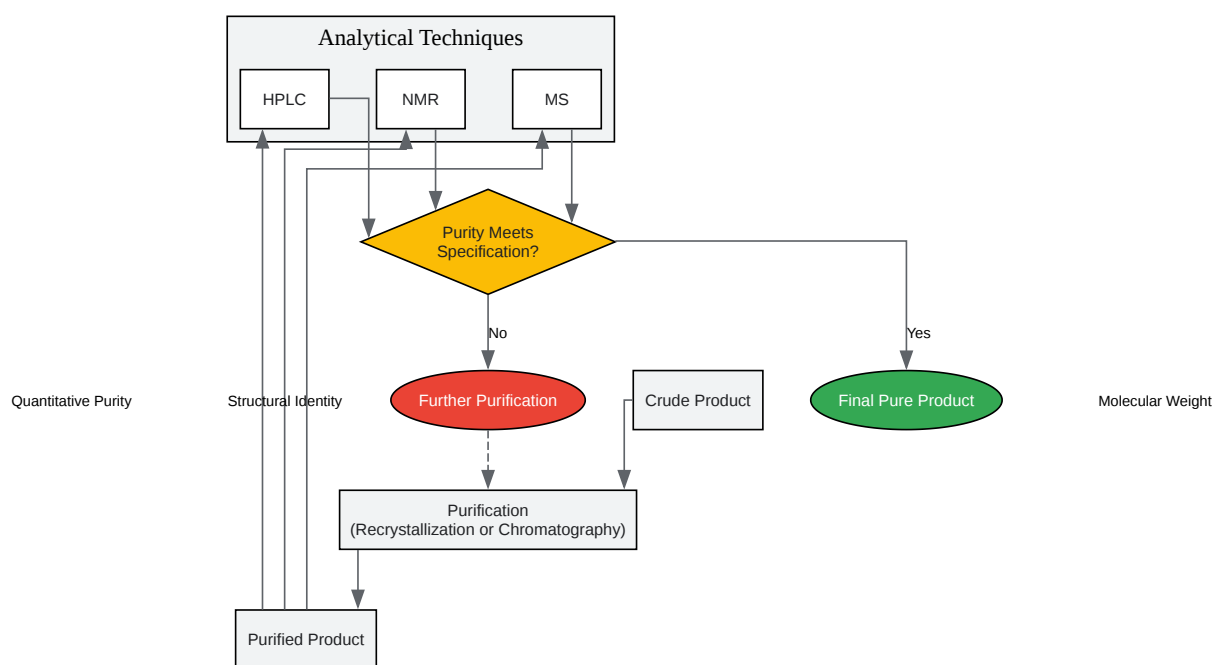 Analytical Techniques
HPLC
NMR
MS
Purity Meets
Specification?
No
Yes
Quantitative Purity
Structural Identity
Further Purification
Crude Product
Final Pure Product
Molecular Weight
Purification
(Recrystallization or Chromatography)
Purified Product